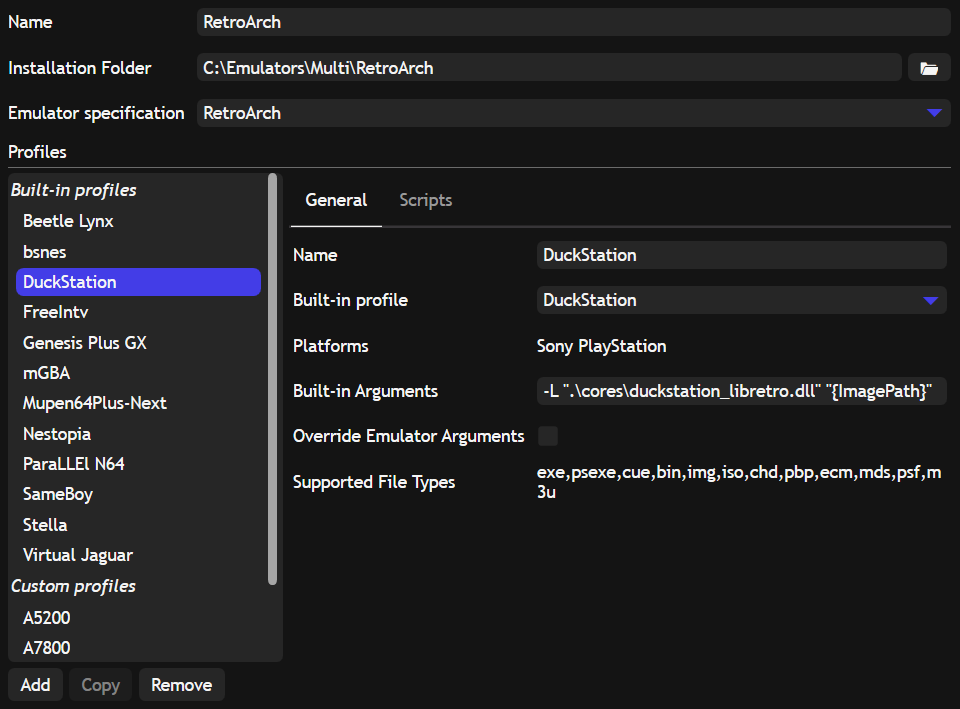 Name RetroArch
Installation Folder C:\Emulators\Multi\RetroArch
Emulator specification RetroArch
Profiles
Built-in profiles
Beetle Lynx
bsnes
DuckStation
FreeIntv
Genesis Plus GX
mGBA
Mupen64Plus-Next
Nestopia
ParaLLEl N64
SameBoy
Stella
Virtual Jaguar
Custom profiles
A5200
A7800
General Scripts
Name DuckStation
Built-in profile DuckStation
Platforms Sony PlayStation
Built-in Arguments -L ".\cores\duckstation_libretro.dll" "{ImagePath}"
Override Emulator Arguments
Supported File Types exe,psexe,cue,bin,img,iso,chd,pbp,ecm,mds,psf,m
3u
Add Copy Remove